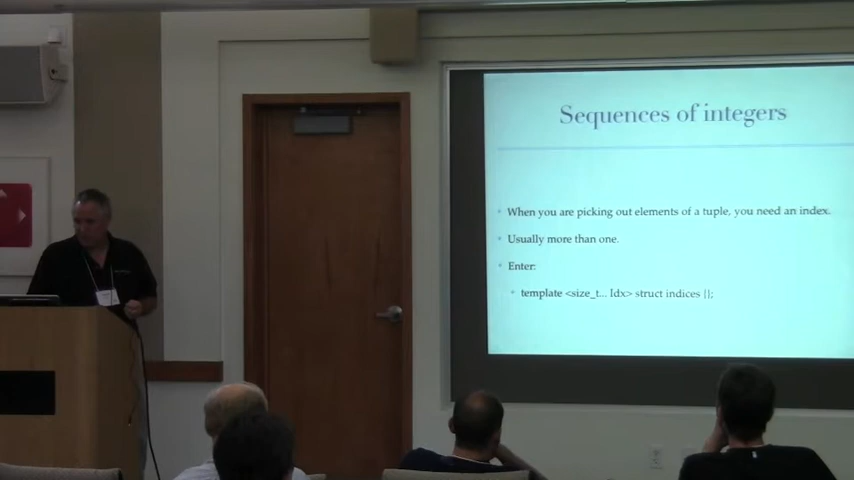 Sequences of integers
When you are picking out elements of a tuple, you need an index.
Usually more than one.
Enter:
template <size_t... Idx> struct indices {};